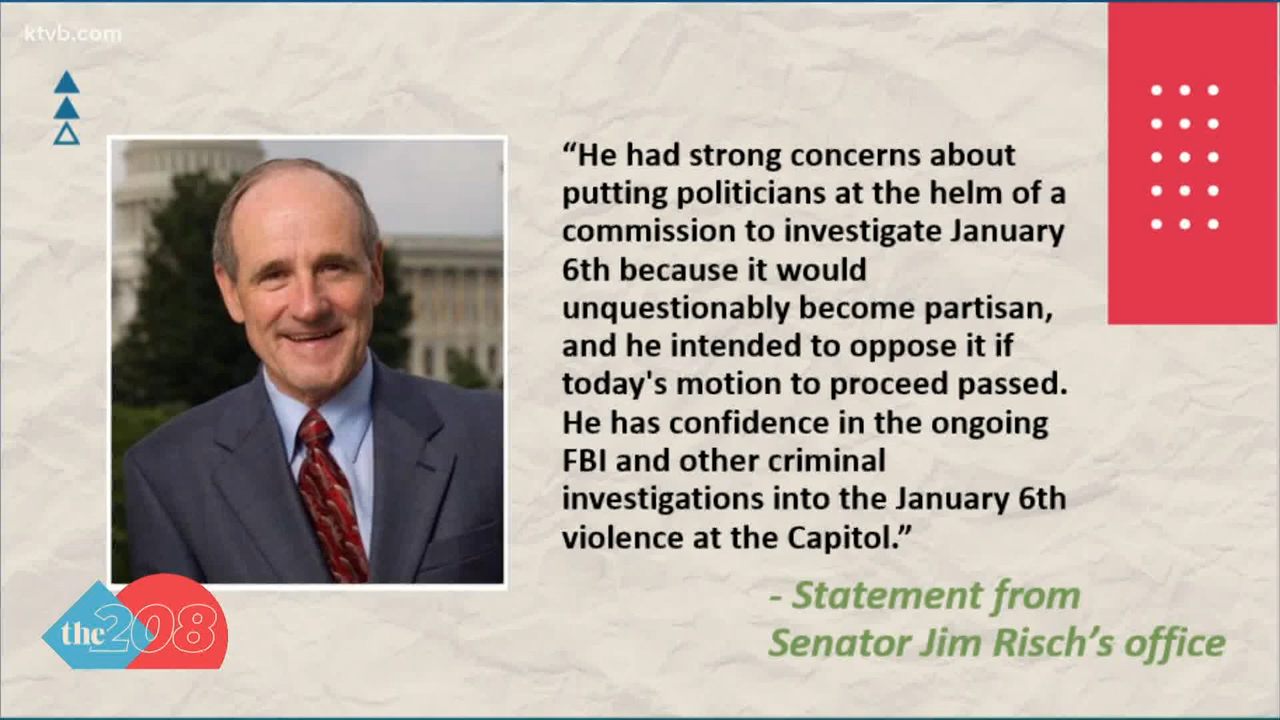 ktvb.com
“He had strong concerns about
putting politicians at the helm of a
commission to investigate January
6th because it would
unquestionably become partisan,
and he intended to oppose it if
today's motion to proceed passed.
He has confidence in the ongoing
FBI and other criminal
investigations into the January 6th
violence at the Capitol.”
- Statement from
Senator Jim Risch’s office
the208